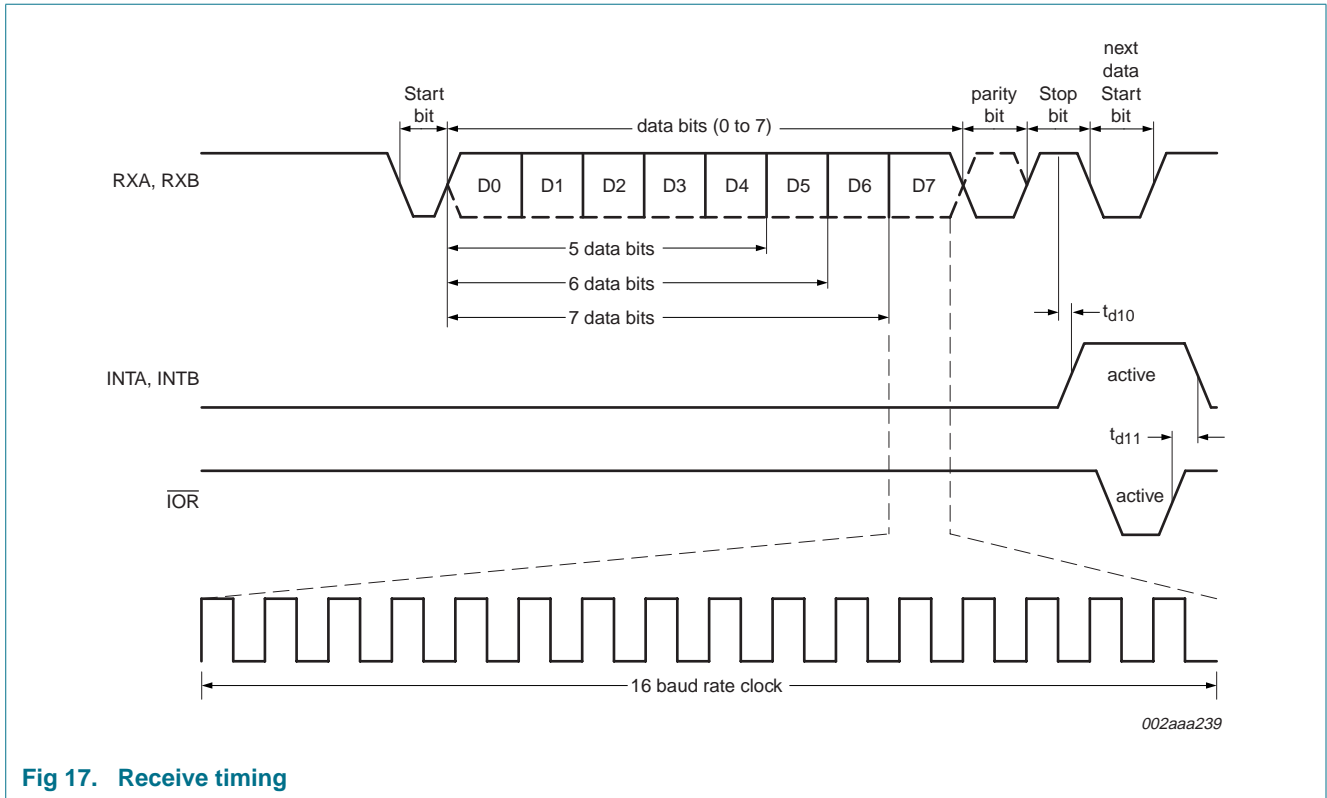 Start
bit
data bits (0 to 7)
parity
bit
Stop
bit
next
data
Start
bit
RXA, RXB
D0
D1
D2
D3
D4
D5
D6
D7
5 data bits
6 data bits
7 data bits
td10
INTA, INTB
active
td11
IOR
active
16 baud rate clock
002aaa239
Fig 17. Receive timing